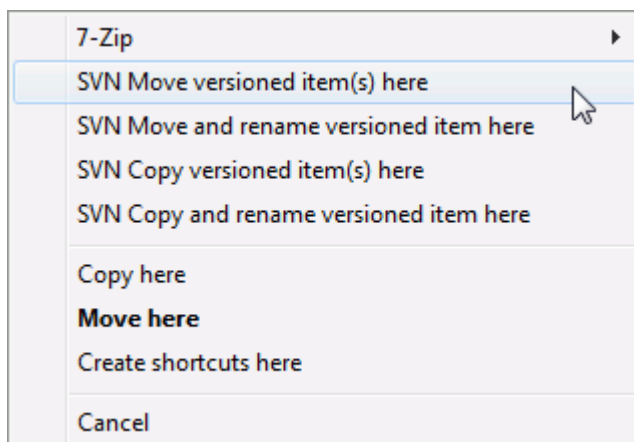 7-Zip
SVN Move versioned item(s) here
SVN Move and rename versioned item here
SVN Copy versioned item(s) here
SVN Copy and rename versioned item here
Copy here
Move here
Create shortcuts here
Cancel